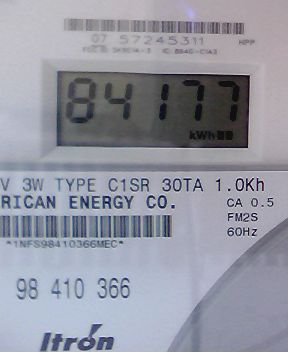 07 57245311 HPP
84177
kWh
V 3W TYPE C1SR 30TA 1.0Kh
RICAN ENERGY CO.
CA 0.5
FM2S
60Hz
*1NFS98410366MEC*
98 410 366
Itron